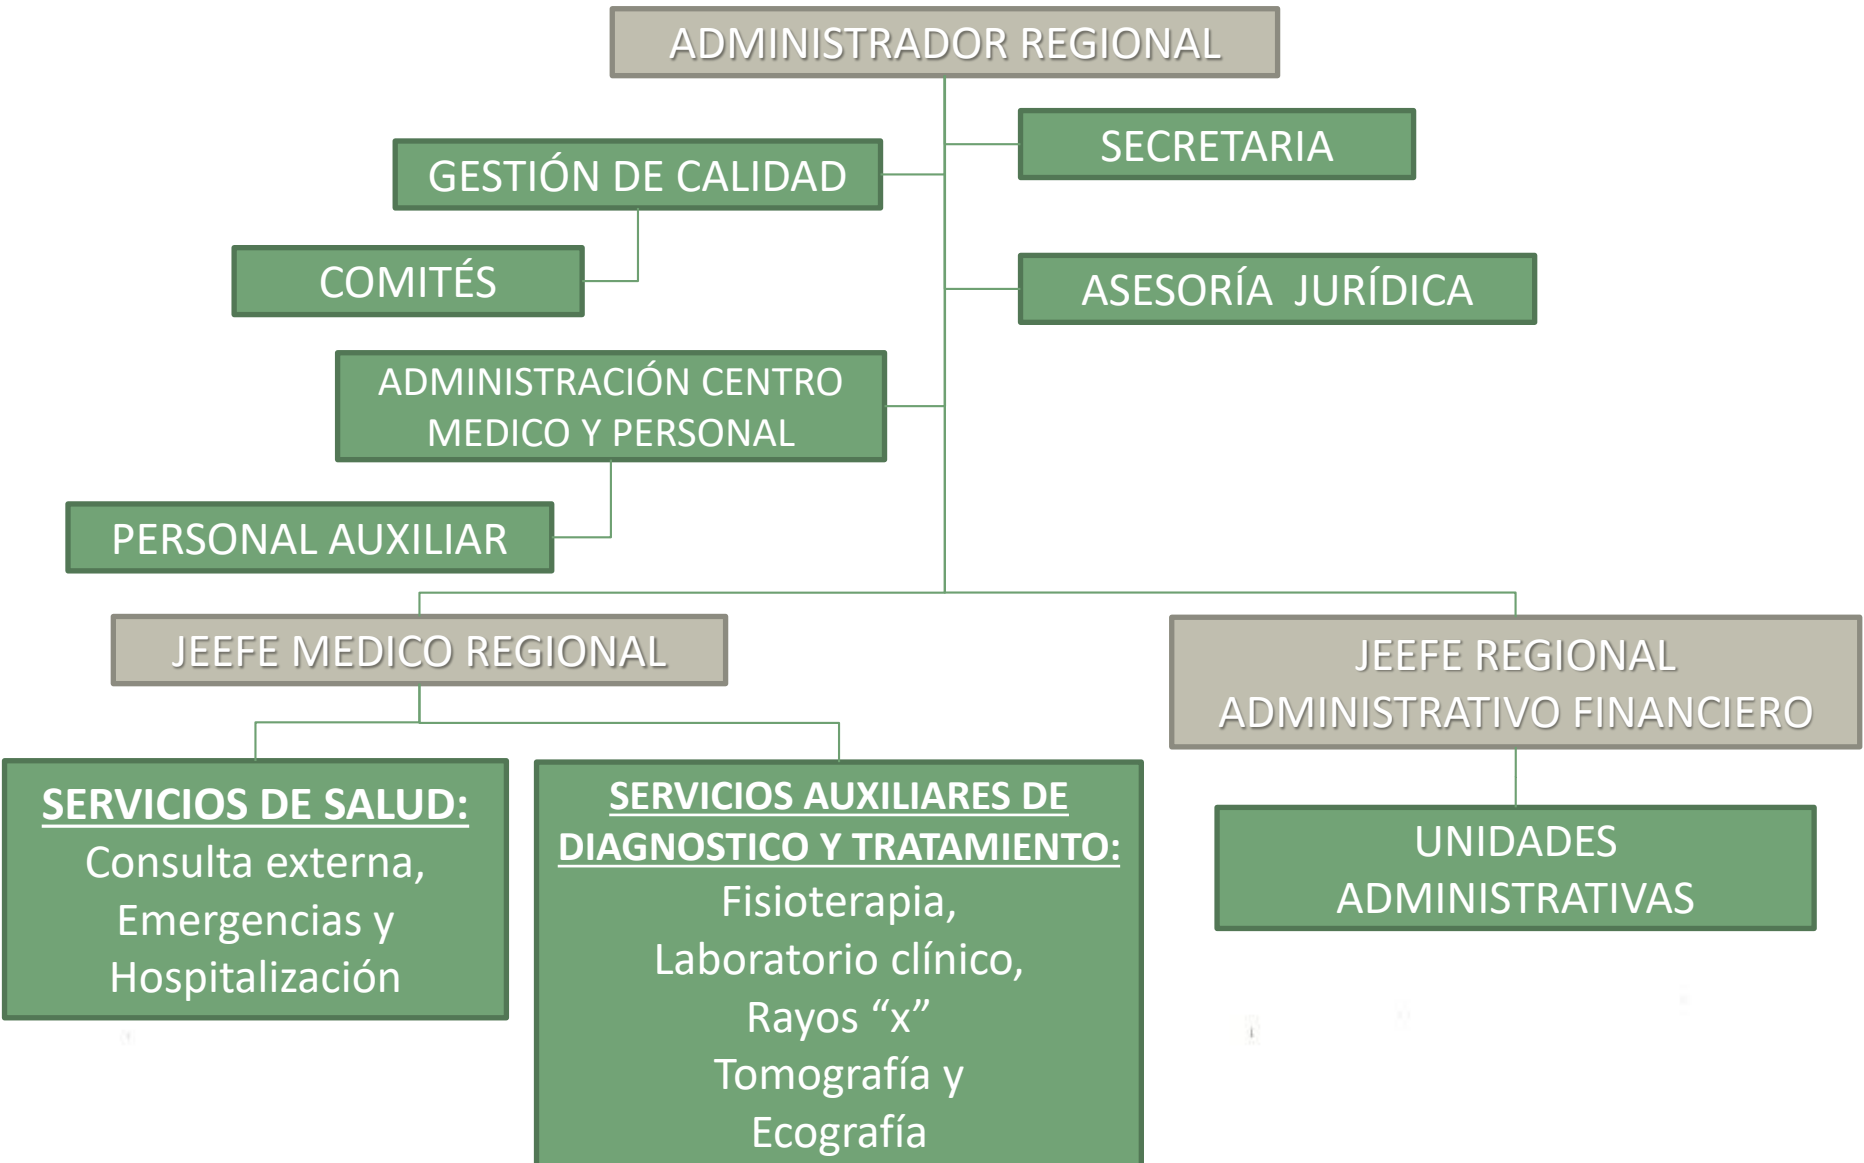 ADMINISTRADOR REGIONAL
SECRETARIA
GESTIÓN DE CALIDAD
COMITÉS
ASESORÍA JURÍDICA
ADMINISTRACIÓN CENTRO
MEDICO Y PERSONAL
PERSONAL AUXILIAR
JEEFE MEDICO REGIONAL
JEEFE REGIONAL
ADMINISTRATIVO FINANCIERO
SERVICIOS DE SALUD:
Consulta externa,
Emergencias y
Hospitalización
SERVICIOS AUXILIARES DE
DIAGNOSTICO Y TRATAMIENTO:
Fisioterapia,
Laboratorio clínico,
Rayos “x”
Tomografía y
Ecografía
UNIDADES
ADMINISTRATIVAS